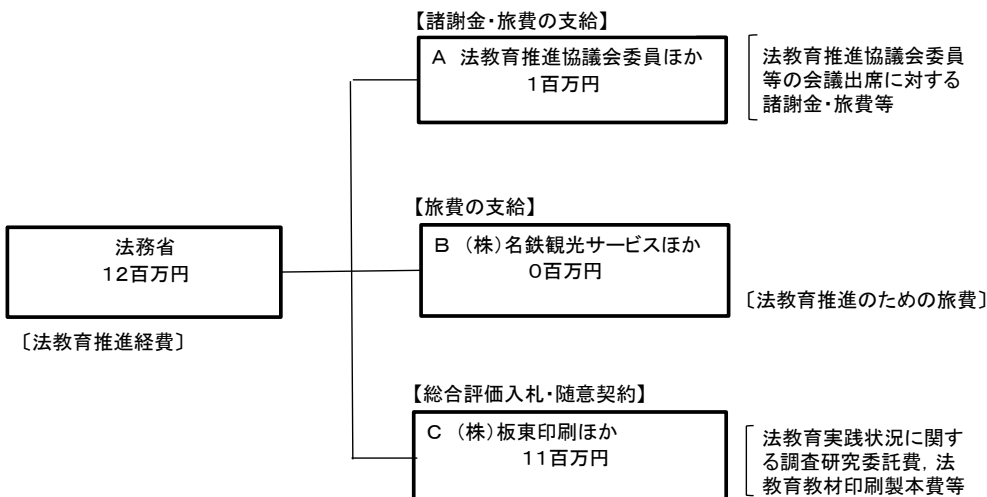 【諸謝金・旅費の支給】
A 法教育推進協議会委員ほか
1百万円
法教育推進協議会委員
等の会議出席に対する
諸謝金・旅費等
【旅費の支給】
法務省
12百万円
B (株)名鉄観光サービスほか
0百万円
〔法教育推進のための旅費〕
〔法教育推進経費〕
【総合評価入札・随意契約】
C (株)板東印刷ほか
11百万円
法教育実践状況に関す
る調査研究委託費, 法
教育教材印刷製本費等